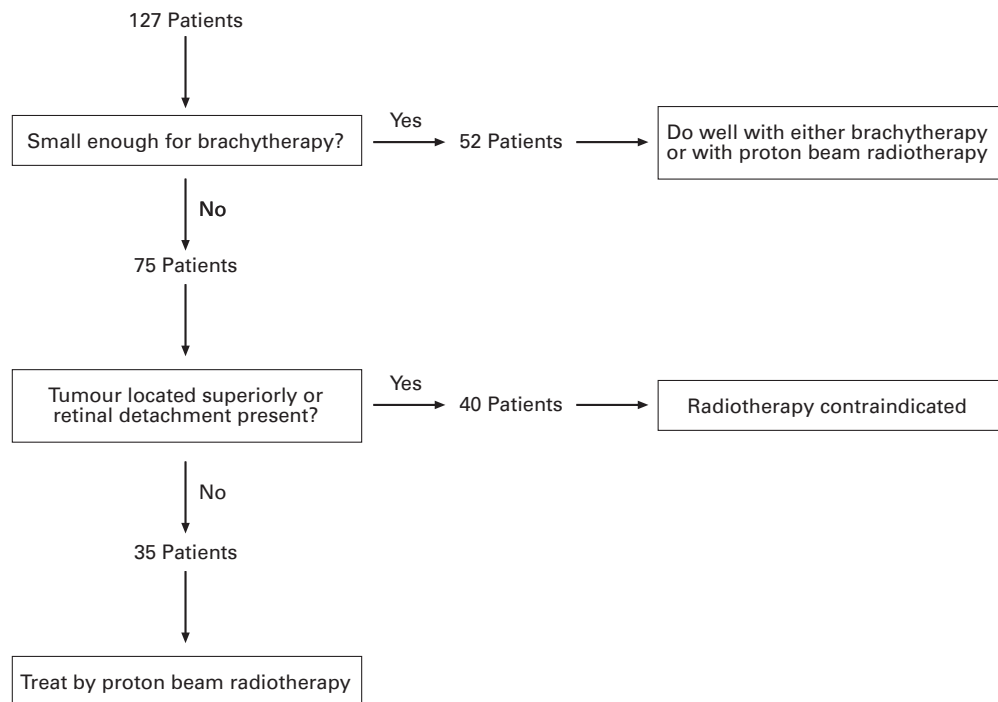 127 Patients
Small enough for brachytherapy?
Yes
52 Patients
Do well with either brachytherapy
or with proton beam radiotherapy
No
75 Patients
Tumour located superiorly or
retinal detachment present?
Yes
40 Patients
Radiotherapy contraindicated
No
35 Patients
Treat by proton beam radiotherapy